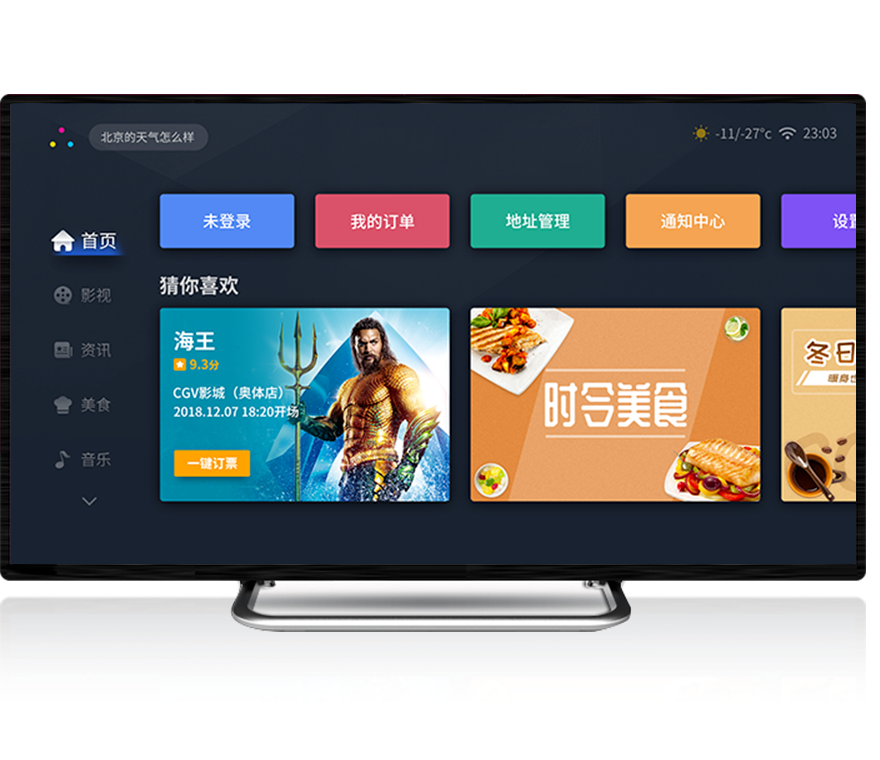 北京的天气怎么样
-11/-27°c
23:03
未登录
我的订单
地址管理
通知中心
首页
影视
资讯
美食
音乐
猜你喜欢
海王
9.3分
CGV影城（奥体店）
2018.12.07 18:20开场
一键订票
时令美食
冬日
暖身